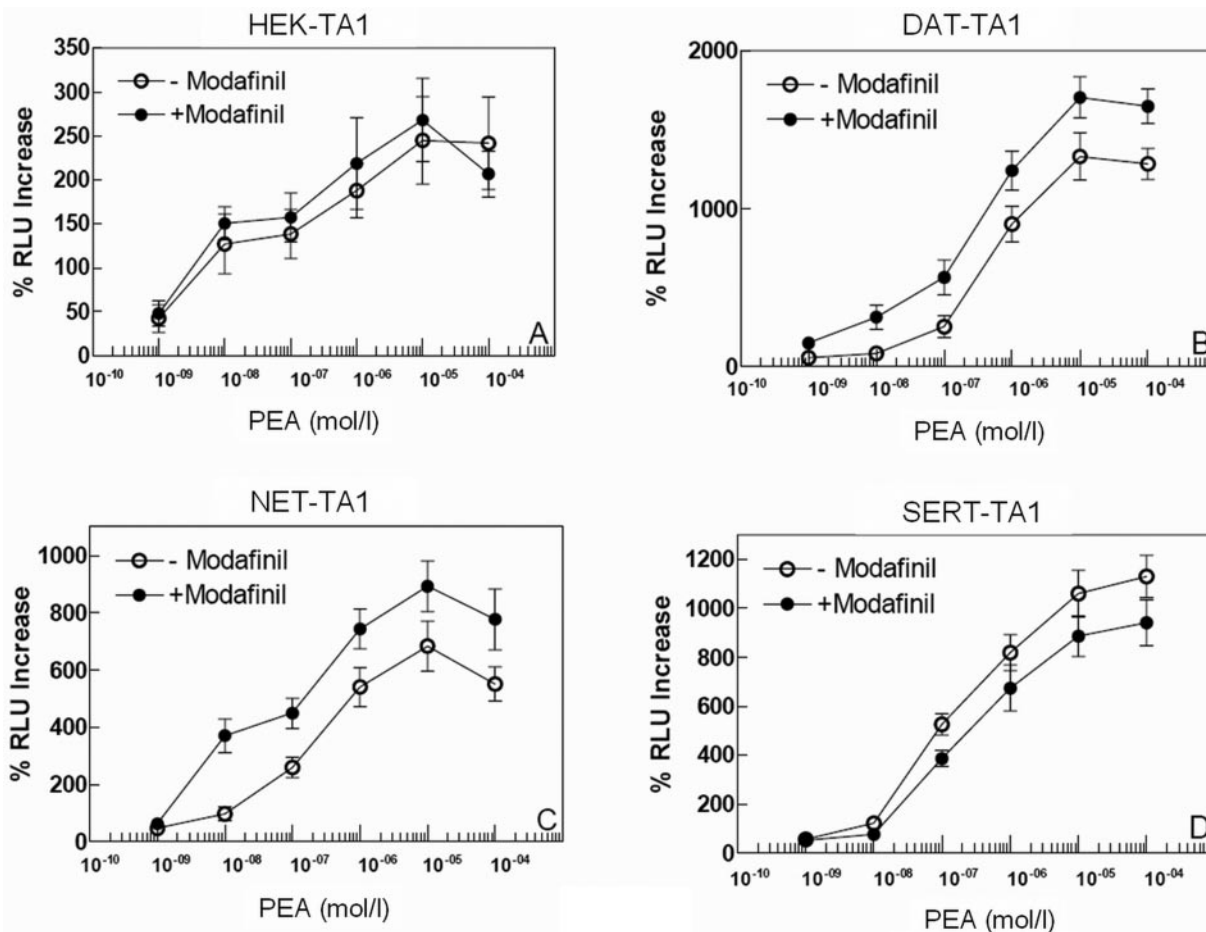 HEK-TA1
350
300
250
200
150
100
50
0
% RLU Increase
- Modafinil
+Modafinil
A
10-10 10-09 10-08 10-07 10-06 10-05 10-04
PEA (mol/l)
DAT-TA1
2000
1000
0
% RLU Increase
- Modafinil
+Modafinil
B
10-10 10-09 10-08 10-07 10-06 10-05 10-04
PEA (mol/l)
NET-TA1
1000
800
600
400
200
0
% RLU Increase
- Modafinil
+Modafinil
C
10-10 10-09 10-08 10-07 10-06 10-05 10-04
PEA (mol/l)
SERT-TA1
1200
1000
800
600
400
200
0
% RLU Increase
- Modafinil
+Modafinil
D
10-10 10-09 10-08 10-07 10-06 10-05 10-04
PEA (mol/l)